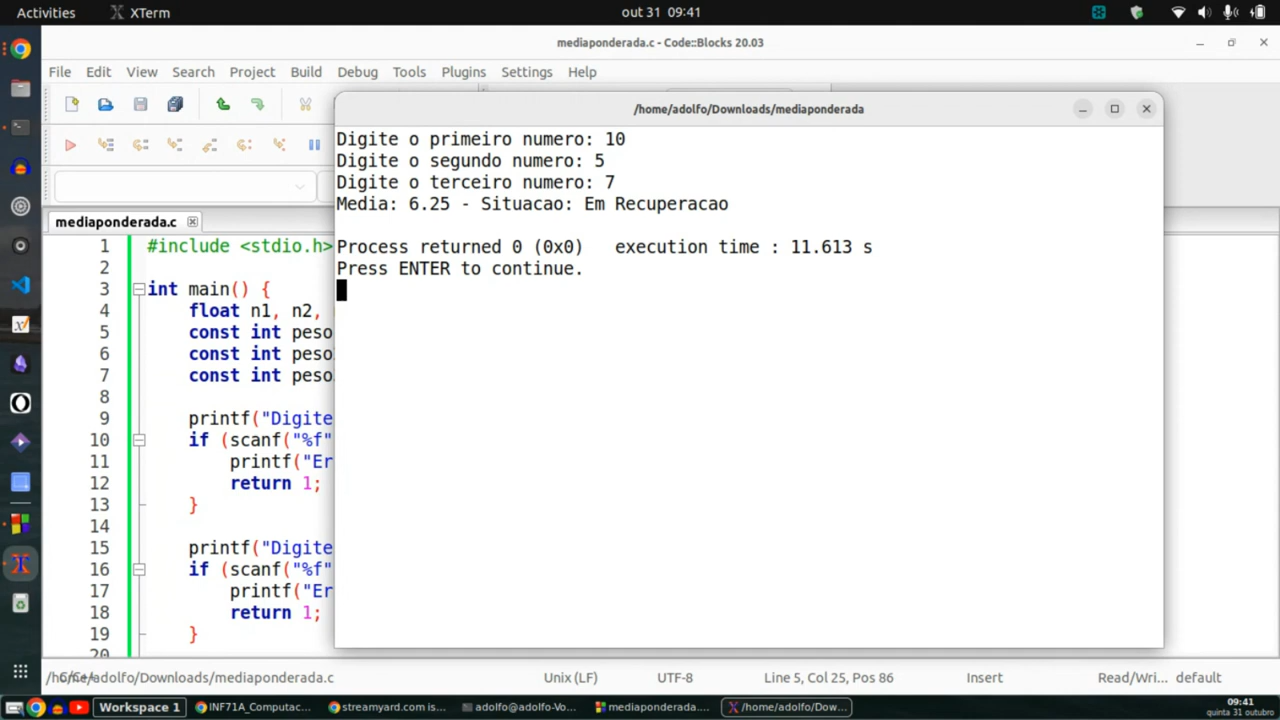 Activities XTerm out 31 09:41
mediaponderada.c - Code::Blocks 20.03
File Edit View Search Project Build Debug Tools Plugins Settings Help
/home/adolfo/Downloads/mediaponderada
Digite o primeiro numero: 10
Digite o segundo numero: 5
Digite o terceiro numero: 7
Media: 6.25 - Situacao: Em Recuperacao
Process returned 0 (0x0) execution time : 11.613 s
Press ENTER to continue.
mediaponderada.c
1 #include <stdio.h>
2
3 int main() {
4 float n1, n2,
5 const int peso
6 const int peso
7 const int peso
8
9 printf("Digite
10 if (scanf("%f"
11 printf("Er
12 return 1;
13 }
14
15 printf("Digite
16 if (scanf("%f"
17 printf("Er
18 return 1;
19 }
20
/home/adolfo/Downloads/mediaponderada.c Unix (LF) UTF-8 Line 5, Col 25, Pos 86 Insert Read/Wri... default
Workspace 1 INF71A_Computac... streamyard.com is... adolfo@adolfo-Vo... mediaponderada.... /home/adolfo/Dow... 09:41
quinta 31 outubro